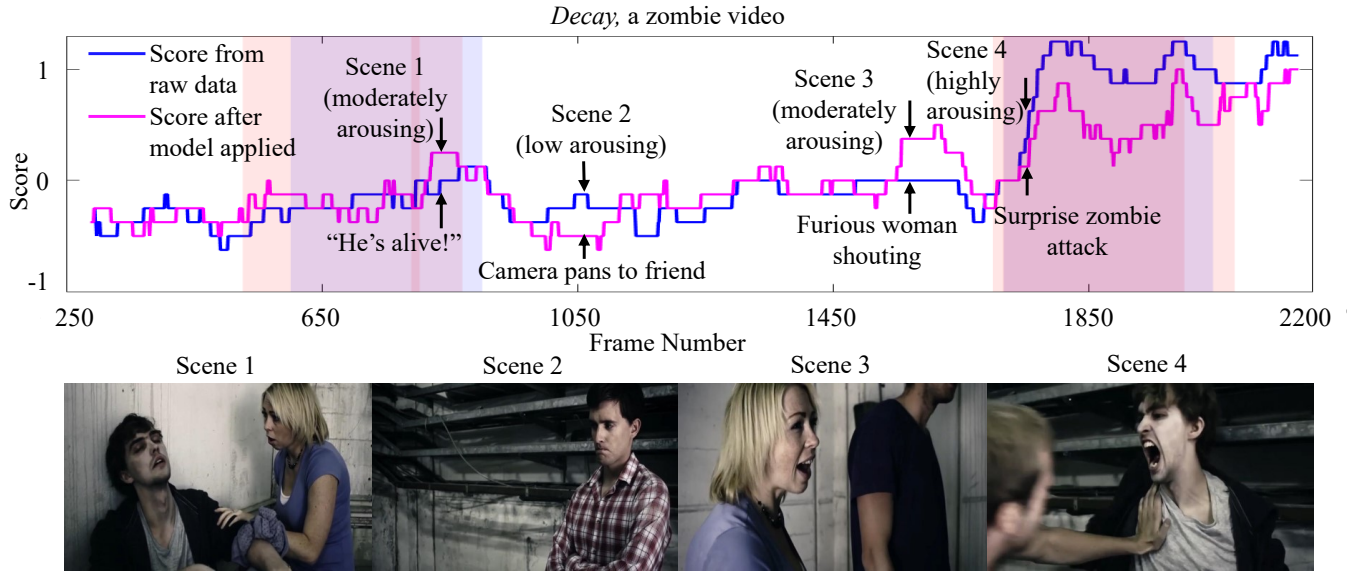 Decay, a zombie video
Score from
raw data
Score after
model applied
Scene 1
(moderately
arousing)
Scene 2
(low arousing)
Scene 3
(moderately
arousing)
Scene 4
(highly
arousing)
"He's alive!"
Camera pans to friend
Furious woman
shouting
Surprise zombie
attack
Score
1
0
-1
250
650
1050
1450
1850
2200
Frame Number
Scene 1
Scene 2
Scene 3
Scene 4